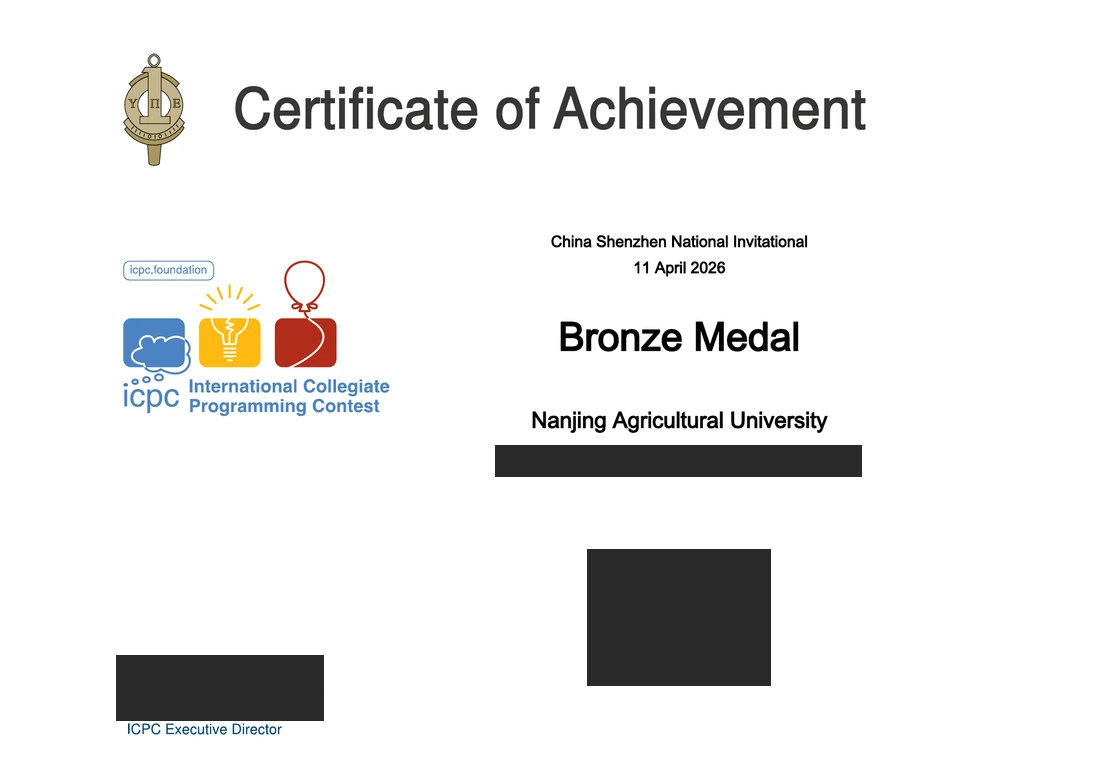 Υ Π Ε
Certificate of Achievement
China Shenzhen National Invitational
11 April 2026
icpc.foundation
Bronze Medal
icpc International Collegiate
Programming Contest
Nanjing Agricultural University
ICPC Executive Director